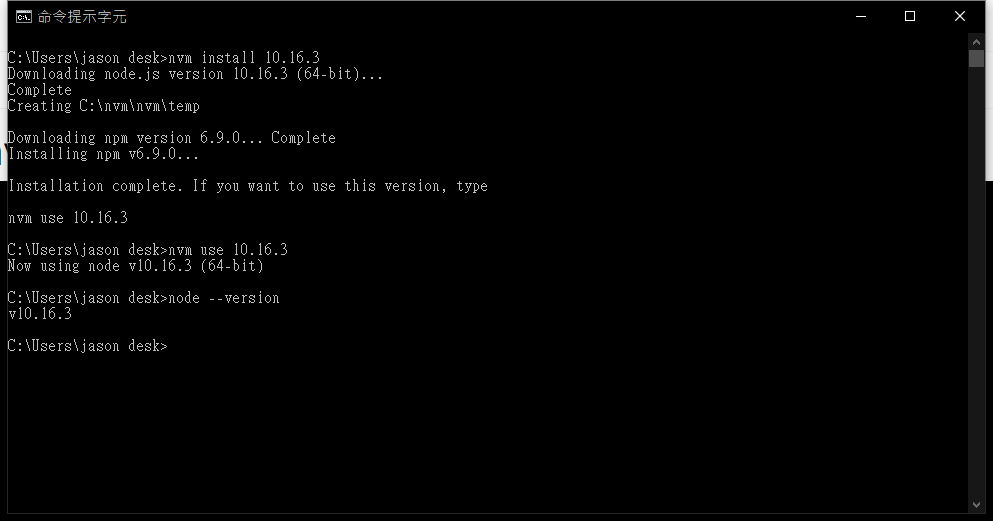 命令提示字元
C:\Users\jason desk>nvm install 10.16.3
Downloading node.js version 10.16.3 (64-bit)...
Complete
Creating C:\nvm\nvm\temp
Downloading npm version 6.9.0... Complete
Installing npm v6.9.0...
Installation complete. If you want to use this version, type
nvm use 10.16.3
C:\Users\jason desk>nvm use 10.16.3
Now using node v10.16.3 (64-bit)
C:\Users\jason desk>node --version
v10.16.3
C:\Users\jason desk>